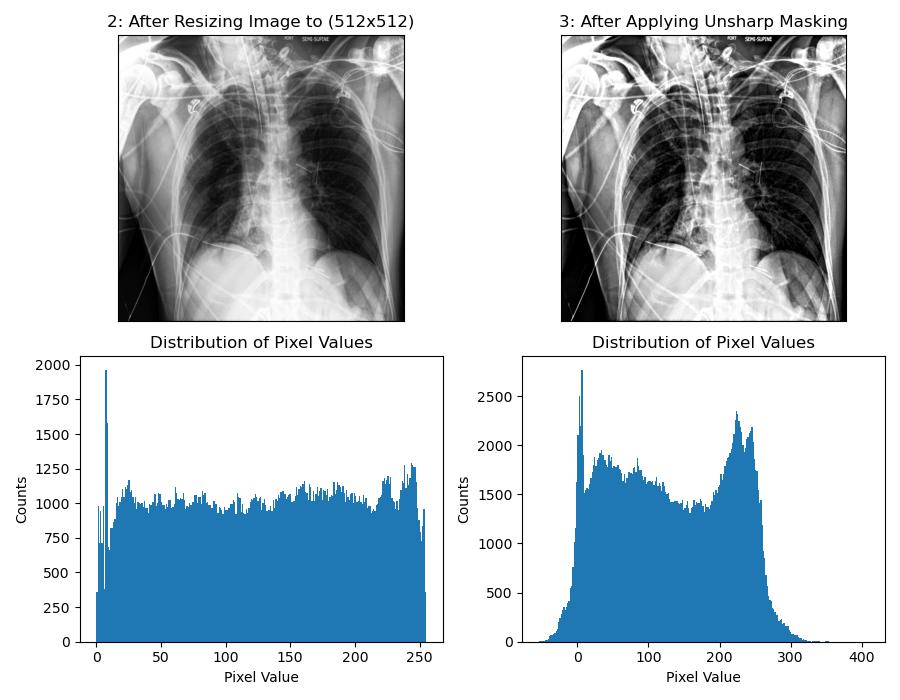 2: After Resizing Image to (512x512)
3: After Applying Unsharp Masking
PORT SEMI-SUPINE
PORT SEMI-SUPINE
Distribution of Pixel Values
Distribution of Pixel Values
2000
1750
1500
1250
1000
750
500
250
0
Counts
0 50 100 150 200 250
Pixel Value
2500
2000
1500
1000
500
0
Counts
0 100 200 300 400
Pixel Value